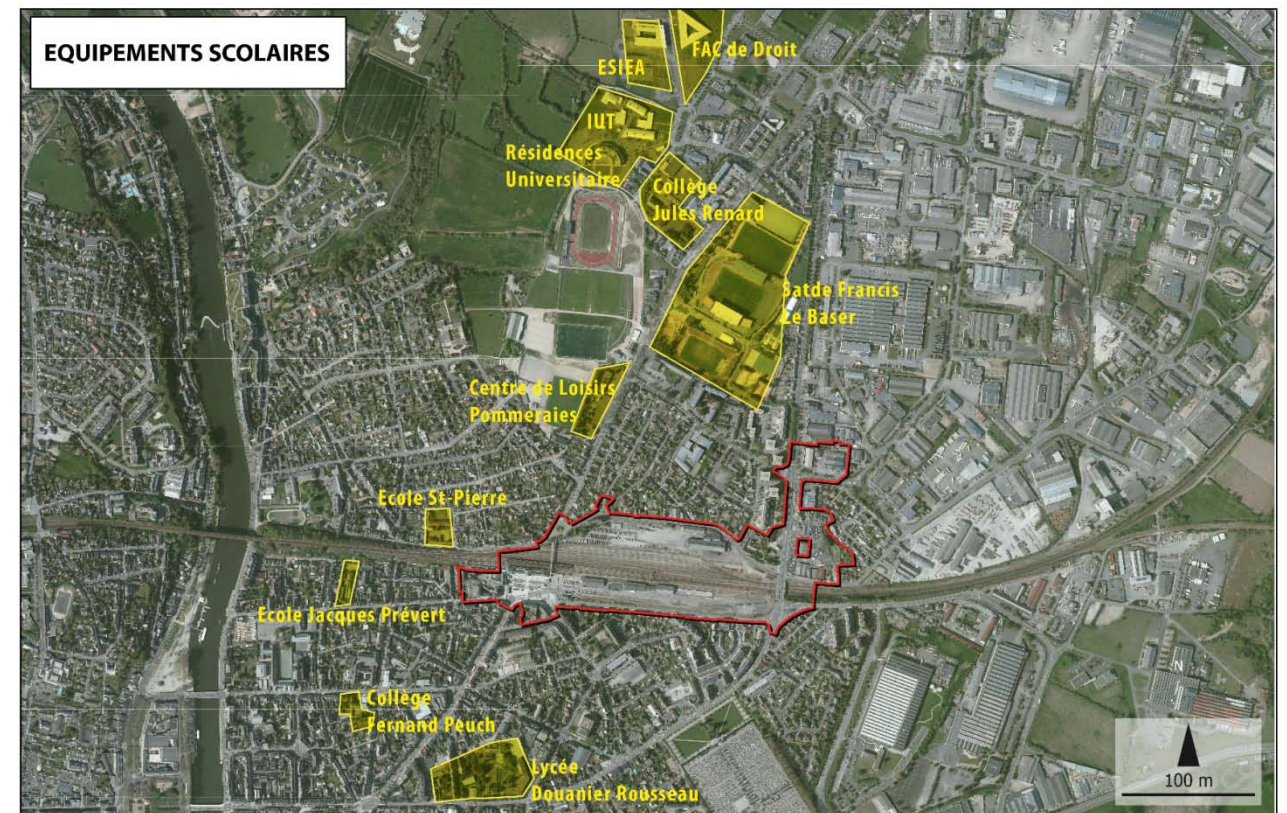 EQUIPEMENTS SCOLAIRES
FAC de Droit
ESIEA
IUT
Résidences
Universitaire
Collège
Jules Renard
Satde Francis
Le Baser
Centre de Loisirs
Pommeraies
Ecole St-Pierre
Ecole Jacques Prévert
Collège
Fernand Peuch
Lycée
Douanier Rousseau
N
100 m